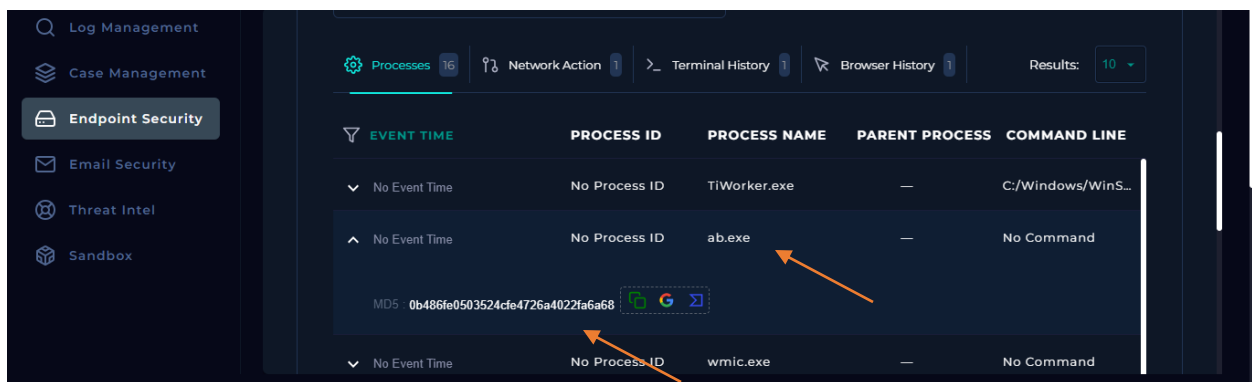 Log Management
Case Management
Endpoint Security
Email Security
Threat Intel
Sandbox
Processes 16 Network Action 1 >_ Terminal History 1 Browser History 1 Results: 10
EVENT TIME PROCESS ID PROCESS NAME PARENT PROCESS COMMAND LINE
No Event Time No Process ID TiWorker.exe — C:/Windows/WinS...
No Event Time No Process ID ab.exe — No Command
MD5 : 0b486fe0503524cfe4726a4022fa6a68
No Event Time No Process ID wmic.exe — No Command